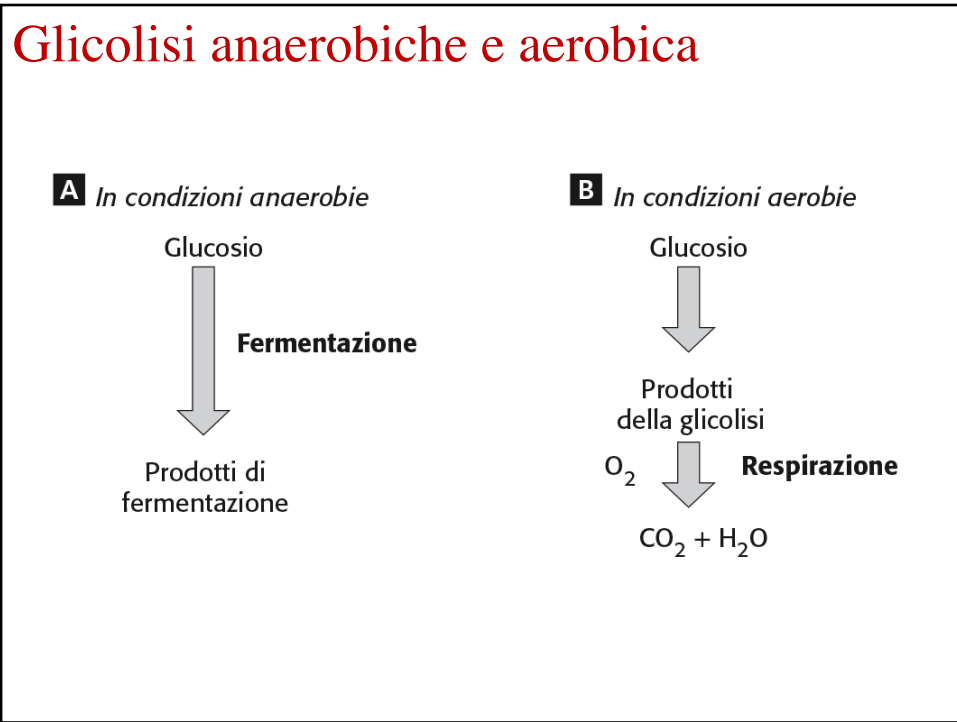 Glicolisi anaerobiche e aerobica
A In condizioni anaerobie
Glucosio
Fermentazione
Prodotti di
fermentazione
B In condizioni aerobie
Glucosio
Prodotti
della glicolisi
O₂ Respirazione
CO₂ + H₂O